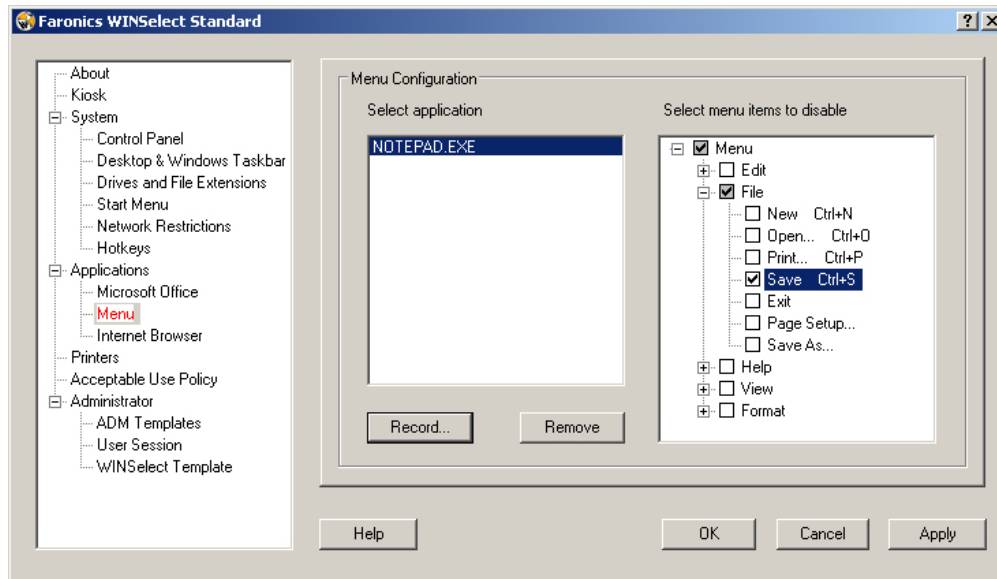 Faronics WINSelect Standard
About
Kiosk
System
Control Panel
Desktop & Windows Taskbar
Drives and File Extensions
Start Menu
Network Restrictions
Hotkeys
Applications
Microsoft Office
Menu
Internet Browser
Printers
Acceptable Use Policy
Administrator
ADM Templates
User Session
WINSelect Template
Menu Configuration
Select application
NOTEPAD.EXE
Record...
Remove
Select menu items to disable
Menu
Edit
File
New Ctrl+N
Open... Ctrl+O
Print... Ctrl+P
Save Ctrl+S
Exit
Page Setup...
Save As...
Help
View
Format
Help
OK
Cancel
Apply